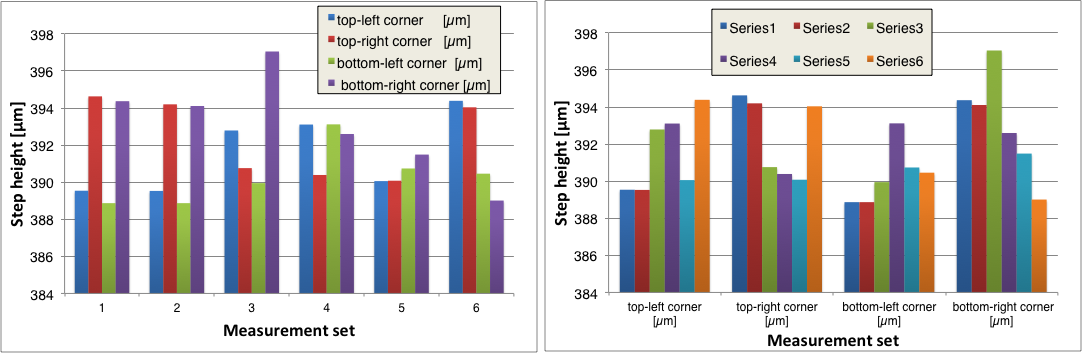 top-left corner [µm]
top-right corner [µm]
bottom-left corner [µm]
bottom-right corner [µm]
398
396
394
392
390
388
386
384
Step height [µm]
1 2 3 4 5 6
Measurement set
Series1 Series2 Series3
Series4 Series5 Series6
398
396
394
392
390
388
386
384
Step height [µm]
top-left corner top-right corner bottom-left corner bottom-right corner
[µm] [µm] [µm] [µm]
Measurement set